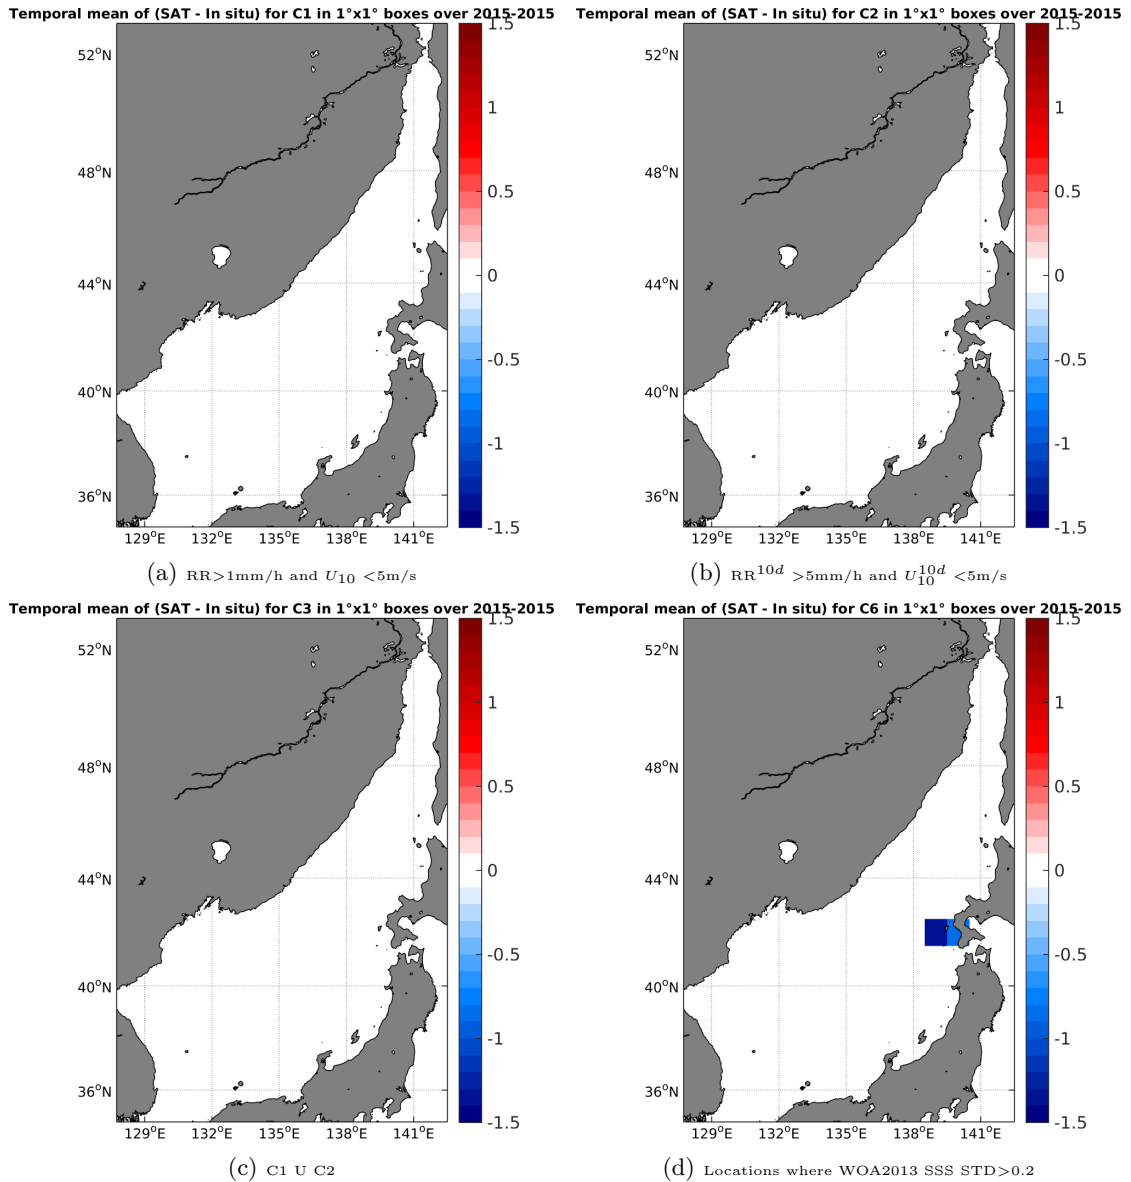 Temporal mean of (SAT - In situ) for C1 in 1°x1° boxes over 2015-2015
1.5
52°N
1
48°N
0.5
44°N
0
-0.5
40°N
-1
36°N
-1.5
129°E 132°E 135°E 138°E 141°E
(a) RR>1mm/h and U10 <5m/s
Temporal mean of (SAT - In situ) for C2 in 1°x1° boxes over 2015-2015
1.5
52°N
1
48°N
0.5
44°N
0
-0.5
40°N
-1
36°N
-1.5
129°E 132°E 135°E 138°E 141°E
(b) RR^10d >5mm/h and U_10^10d <5m/s
Temporal mean of (SAT - In situ) for C3 in 1°x1° boxes over 2015-2015
1.5
52°N
1
48°N
0.5
44°N
0
-0.5
40°N
-1
36°N
-1.5
129°E 132°E 135°E 138°E 141°E
(c) C1 U C2
Temporal mean of (SAT - In situ) for C6 in 1°x1° boxes over 2015-2015
1.5
52°N
1
48°N
0.5
44°N
0
-0.5
40°N
-1
36°N
-1.5
129°E 132°E 135°E 138°E 141°E
(d) Locations where WOA2013 SSS STD>0.2